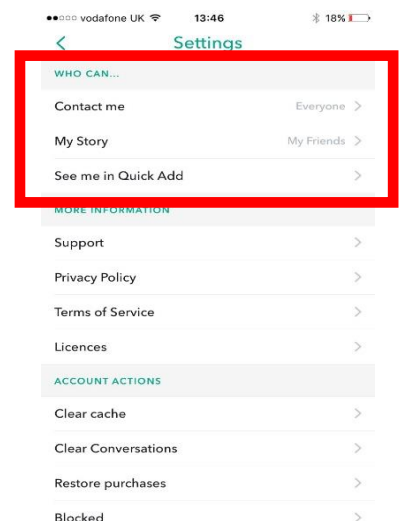 vodafone UK 13:46 18%
Settings
WHO CAN...
Contact me Everyone
My Story My Friends
See me in Quick Add
MORE INFORMATION
Support
Privacy Policy
Terms of Service
Licences
ACCOUNT ACTIONS
Clear cache
Clear Conversations
Restore purchases
Blocked